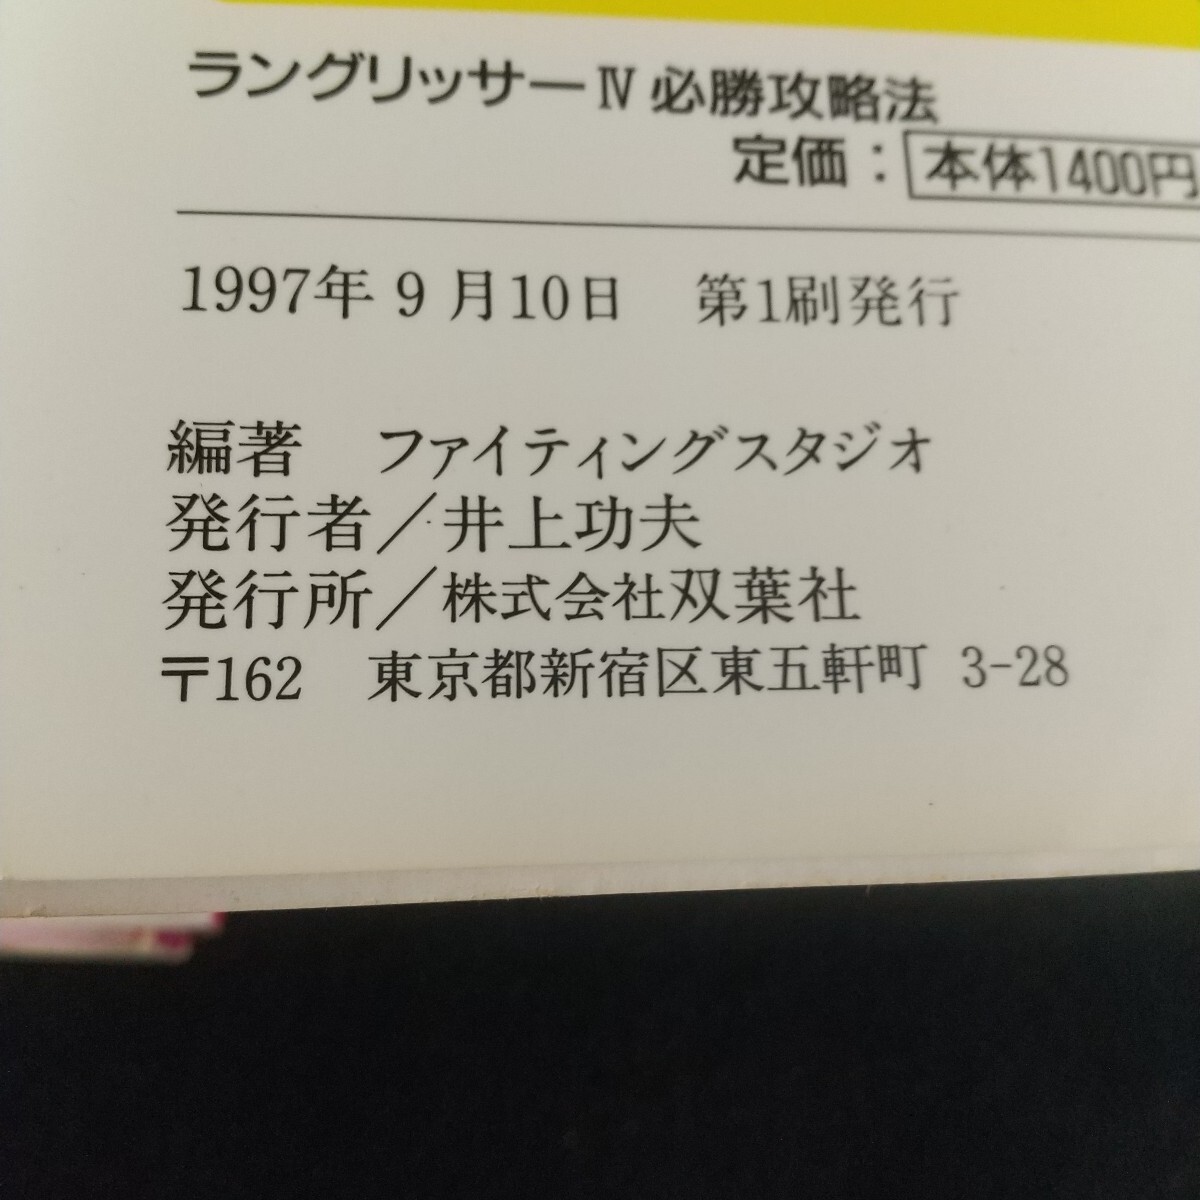 ラングリッサーⅣ 必勝攻略法
定価：本体1400円
1997年 9 月10日　第1刷発行
編著　ファイティングスタジオ
発行者／井上功夫
発行所／株式会社双葉社
〒162　東京都新宿区東五軒町 3-28